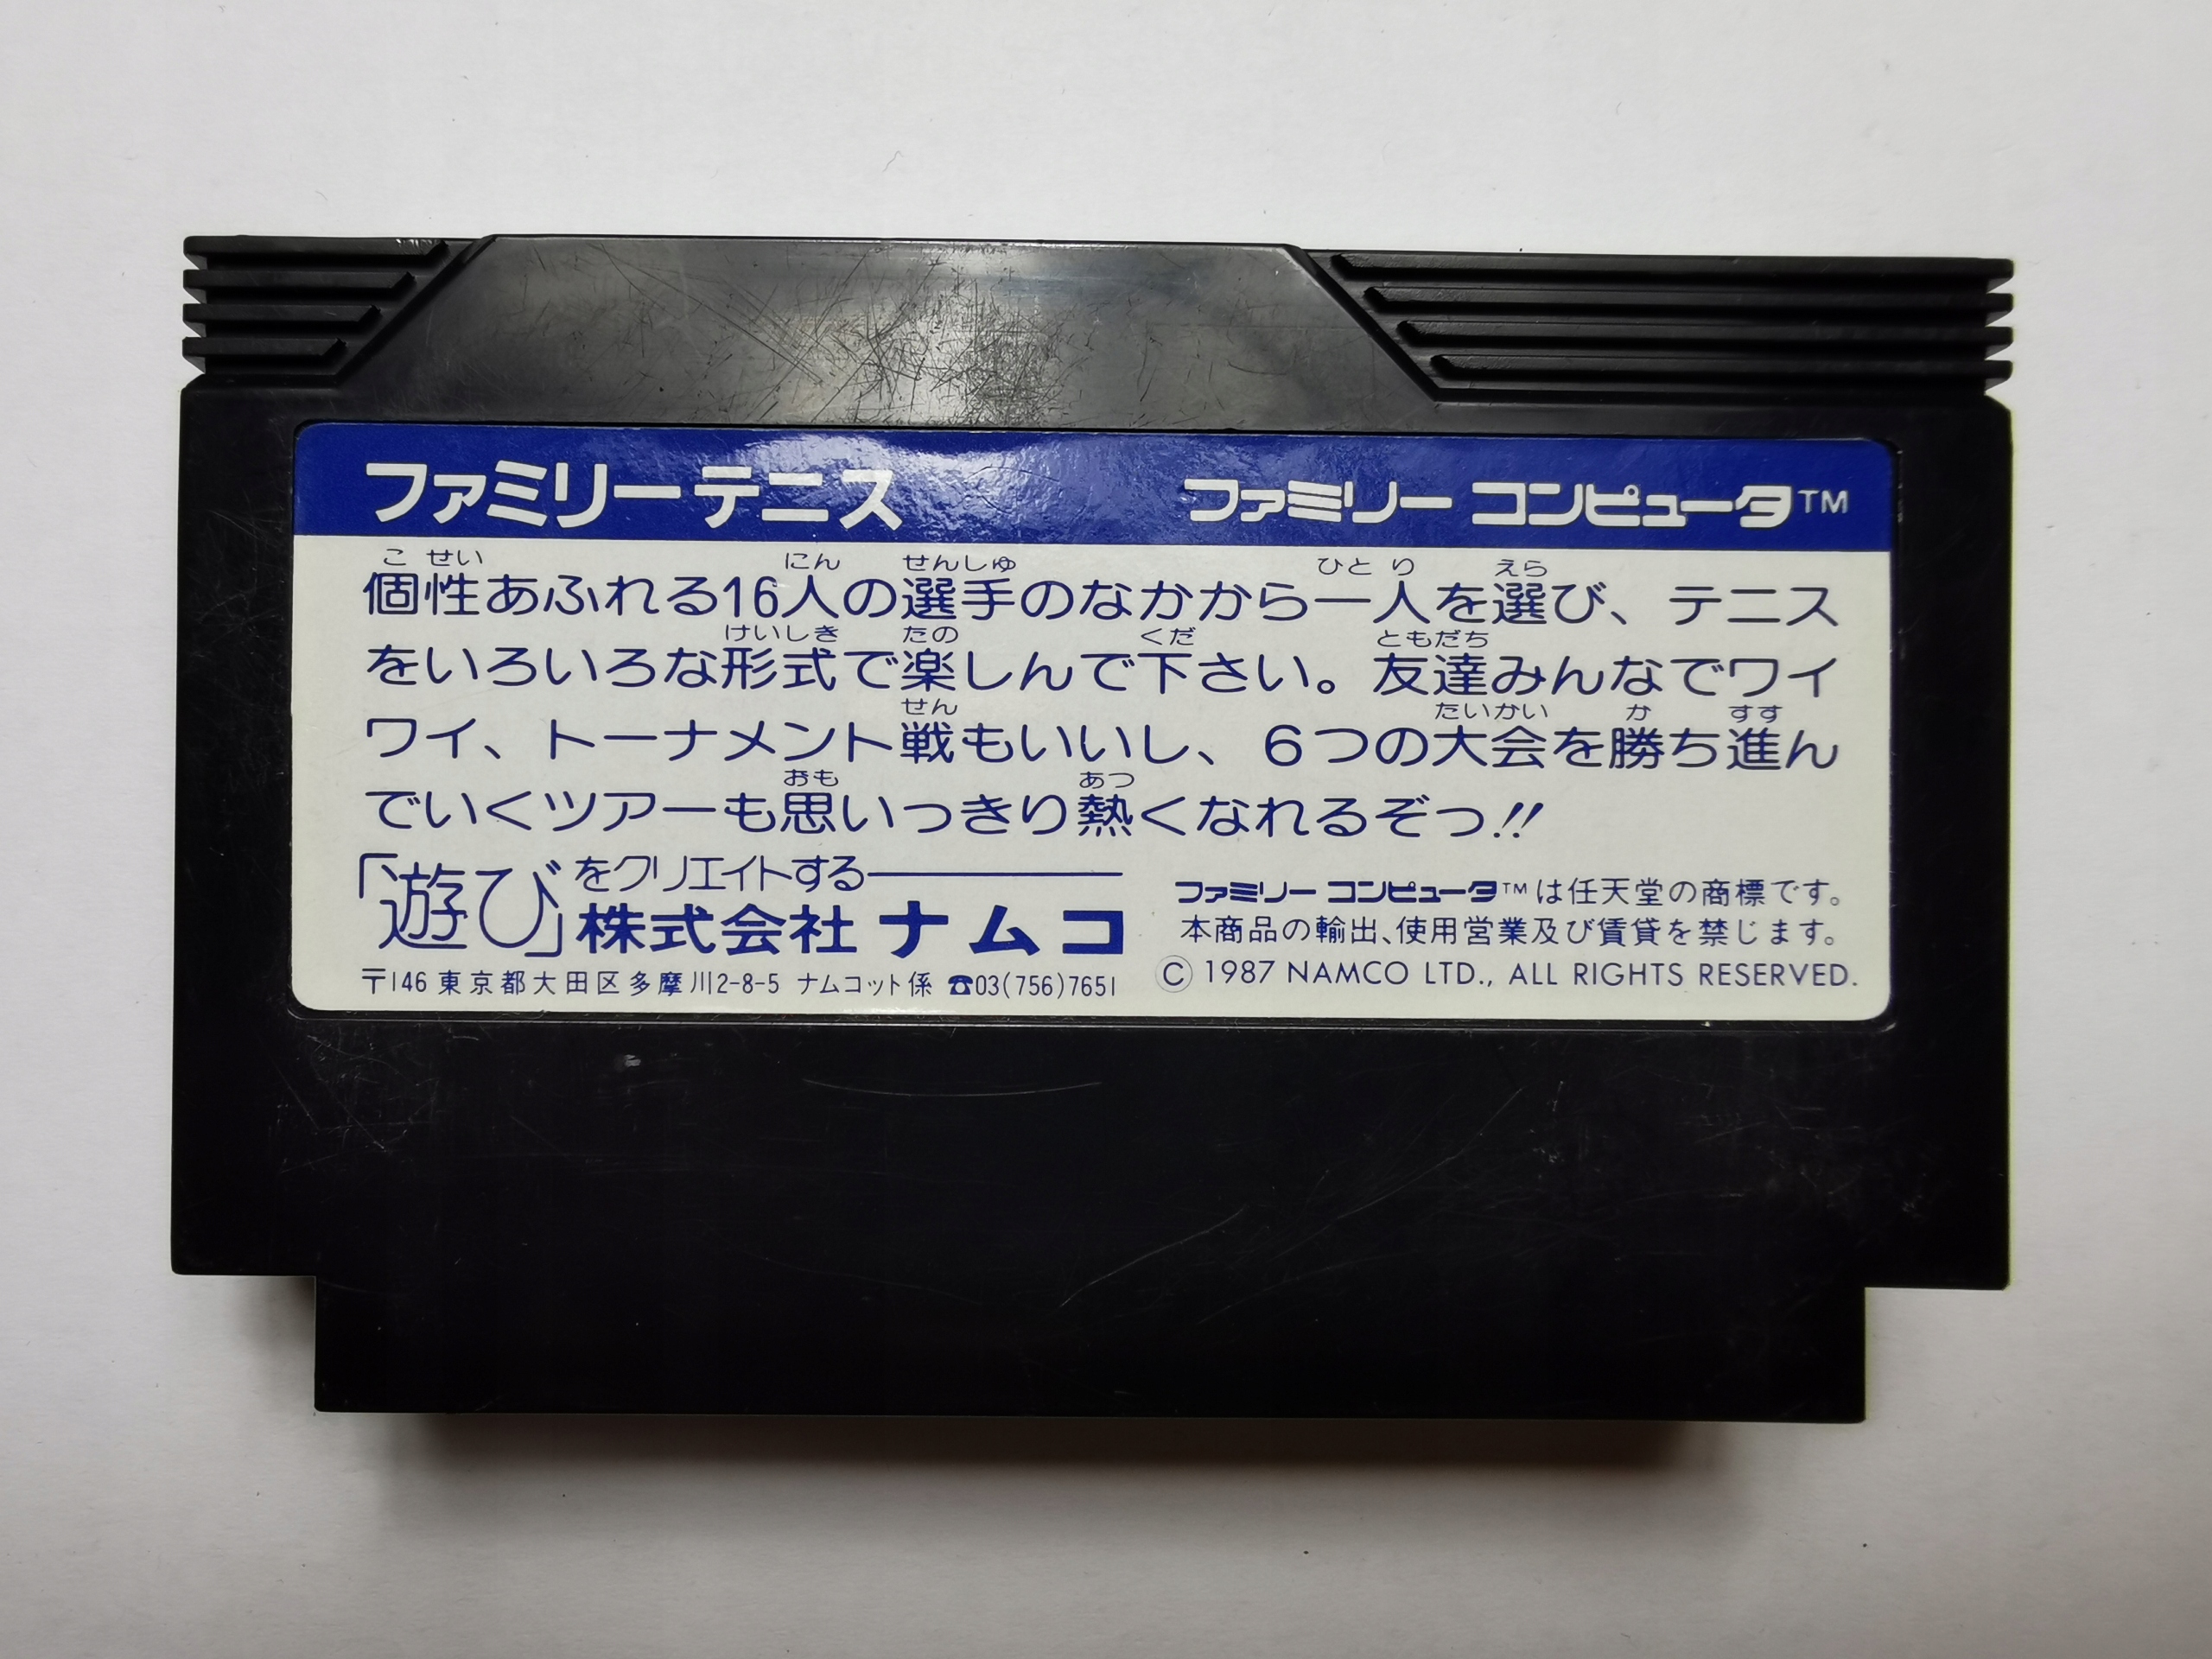 ファミリーテニス
ファミリー コンピュータTM
こ せい にん せんしゅ ひと り えら
個性あふれる16人の選手のなかから一人を選び、テニス
けいしき たの くだ ともだち
をいろいろな形式で楽しんで下さい。友達みんなでワイ
せん たいかい か すす
ワイ、トーナメント戦もいいし、6つの大会を勝ち進ん
おも あつ
でいくツアーも思いっきり熱くなれるぞっ!!
「遊び」をクリエイトする
株式会社 ナムコ
〒146 東京都大田区多摩川2-8-5 ナムコット係 ☎03(756)7651
ファミリー コンピュータTMは任天堂の商標です。
本商品の輸出、使用営業及び賃貸を禁じます。
© 1987 NAMCO LTD., ALL RIGHTS RESERVED.